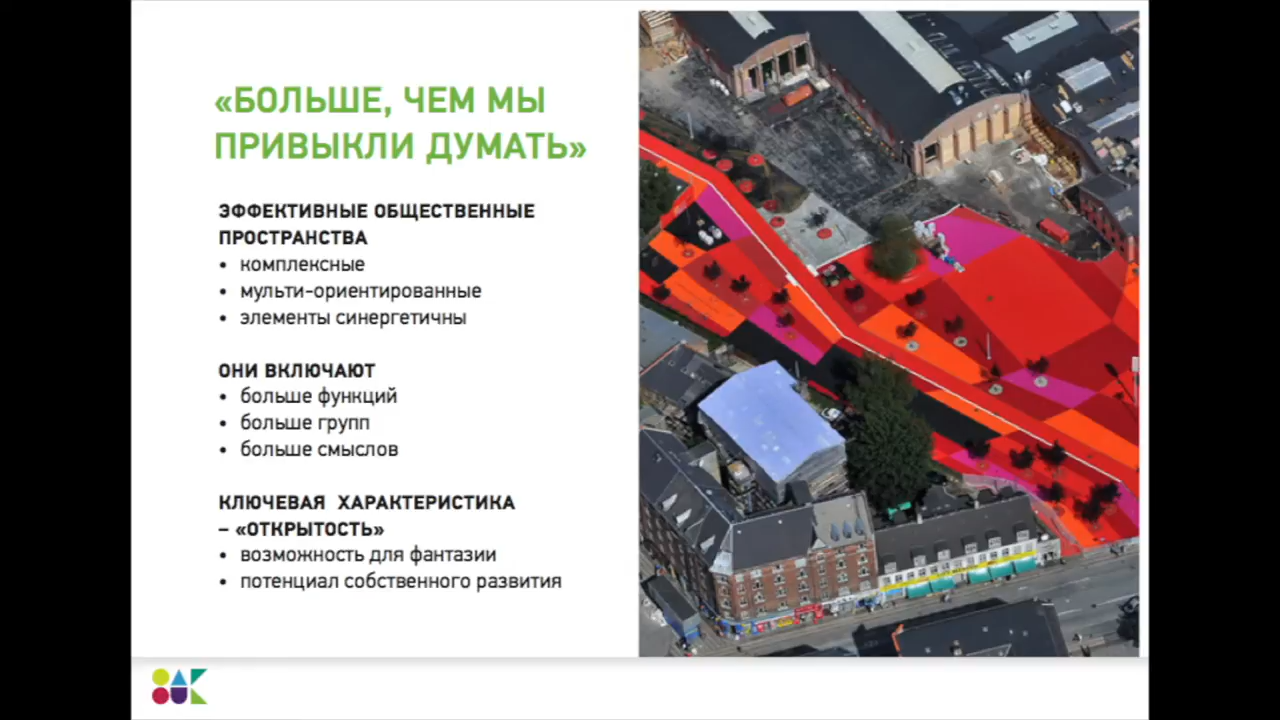 «БОЛЬШЕ, ЧЕМ МЫ
ПРИВЫКЛИ ДУМАТЬ»
ЭФФЕКТИВНЫЕ ОБЩЕСТВЕННЫЕ
ПРОСТРАНСТВА
• комплексные
• мульти-ориентированные
• элементы синергетичны
ОНИ ВКЛЮЧАЮТ
• больше функций
• больше групп
• больше смыслов
КЛЮЧЕВАЯ ХАРАКТЕРИСТИКА
– «ОТКРЫТОСТЬ»
• возможность для фантазии
• потенциал собственного развития